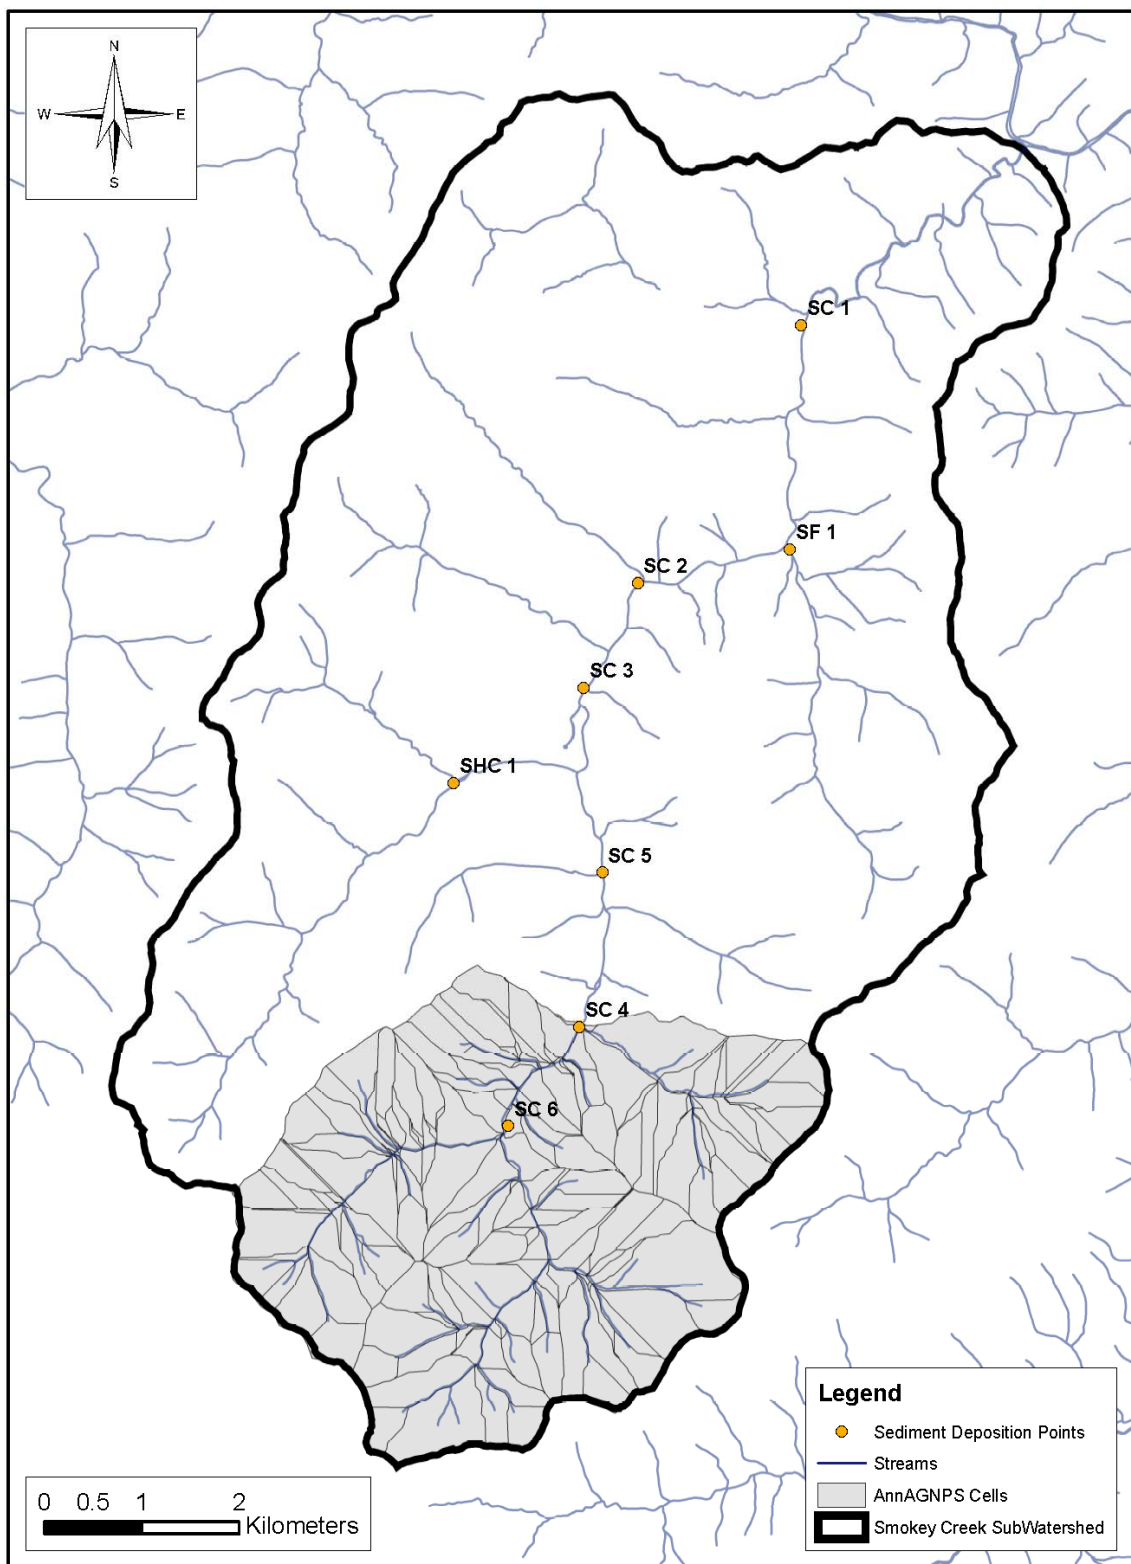 N
W E
S
SC 1
SF 1
SC 2
SC 3
SHC 1
SC 5
SC 4
SC 6
Legend
Sediment Deposition Points
Streams
AnnAGNPS Cells
Smokey Creek SubWatershed
0 0.5 1 2
Kilometers